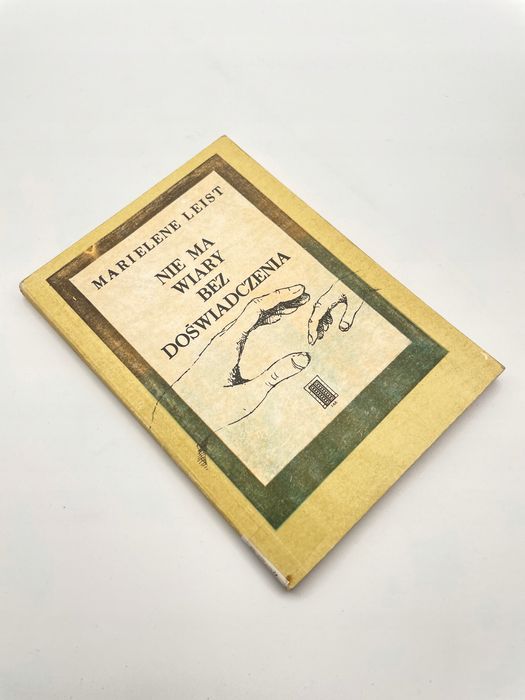 MARIELENE LEIST
NIE MA
WIARY
BEZ
DOŚWIADCZENIA